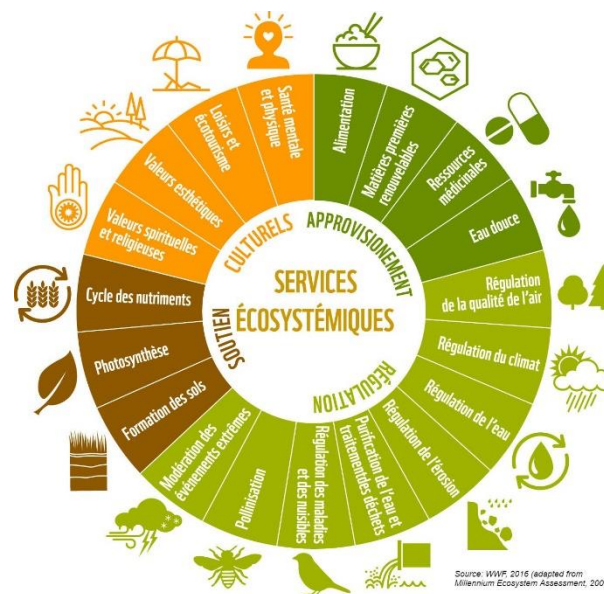 Alimentation
Matières premières
renouvelables
Ressources
médicinales
Eau douce
Régulation
de la qualité de l'air
Régulation du climat
Régulation de l'eau
Régulation de l'érosion
Purification de l'eau et
traitement des déchets
Régulation des maladies
et des nuisibles
Pollinisation
Modération des
événements extrêmes
Formation des sols
Photosynthèse
Cycle des nutriments
Valeurs spirituelles
et religieuses
Valeurs esthétiques
Loisirs et
écotourisme
Santé mentale
et physique
CULTURELS
APPROVISIONEMENT
SOUTIEN
RÉGULATION
SERVICES
ÉCOSYSTÉMIQUES
Source: WWF, 2016 (adapted from
Millennium Ecosystem Assessment, 200